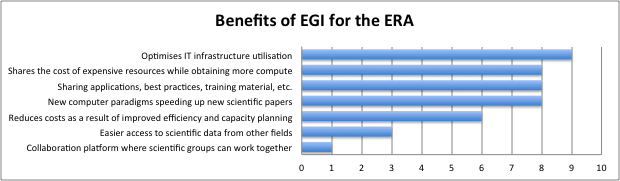 Benefits of EGI for the ERA
Optimises IT infrastructure utilisation
Shares the cost of expensive resources while obtaining more compute
Sharing applications, best practices, training material, etc.
New computer paradigms speeding up new scientific papers
Reduces costs as a result of improved efficiency and capacity planning
Easier access to scientific data from other fields
Collaboration platform where scientific groups can work together
0 1 2 3 4 5 6 7 8 9 10